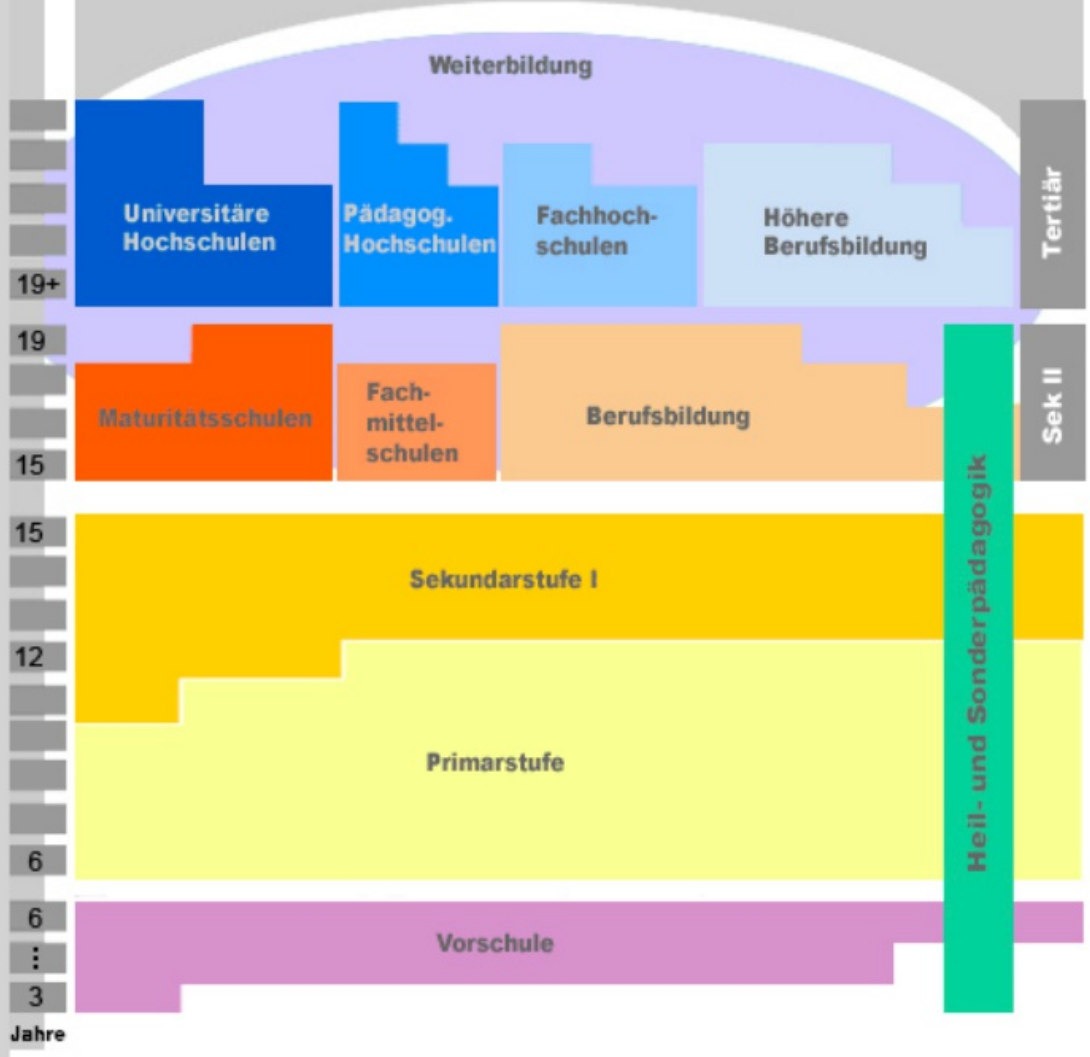 Weiterbildung
Universitäre
Hochschulen
Pädagog.
Hochschulen
Fachhoch-
schulen
Höhere
Berufsbildung
Tertiär
19+
19
Maturitätsschulen
Fach-
mittel-
schulen
Berufsbildung
Sek II
15
15
Sekundarstufe I
12
Heil- und Sonderpädagogik
Primarstufe
6
6
Vorschule
⋮
3
Jahre